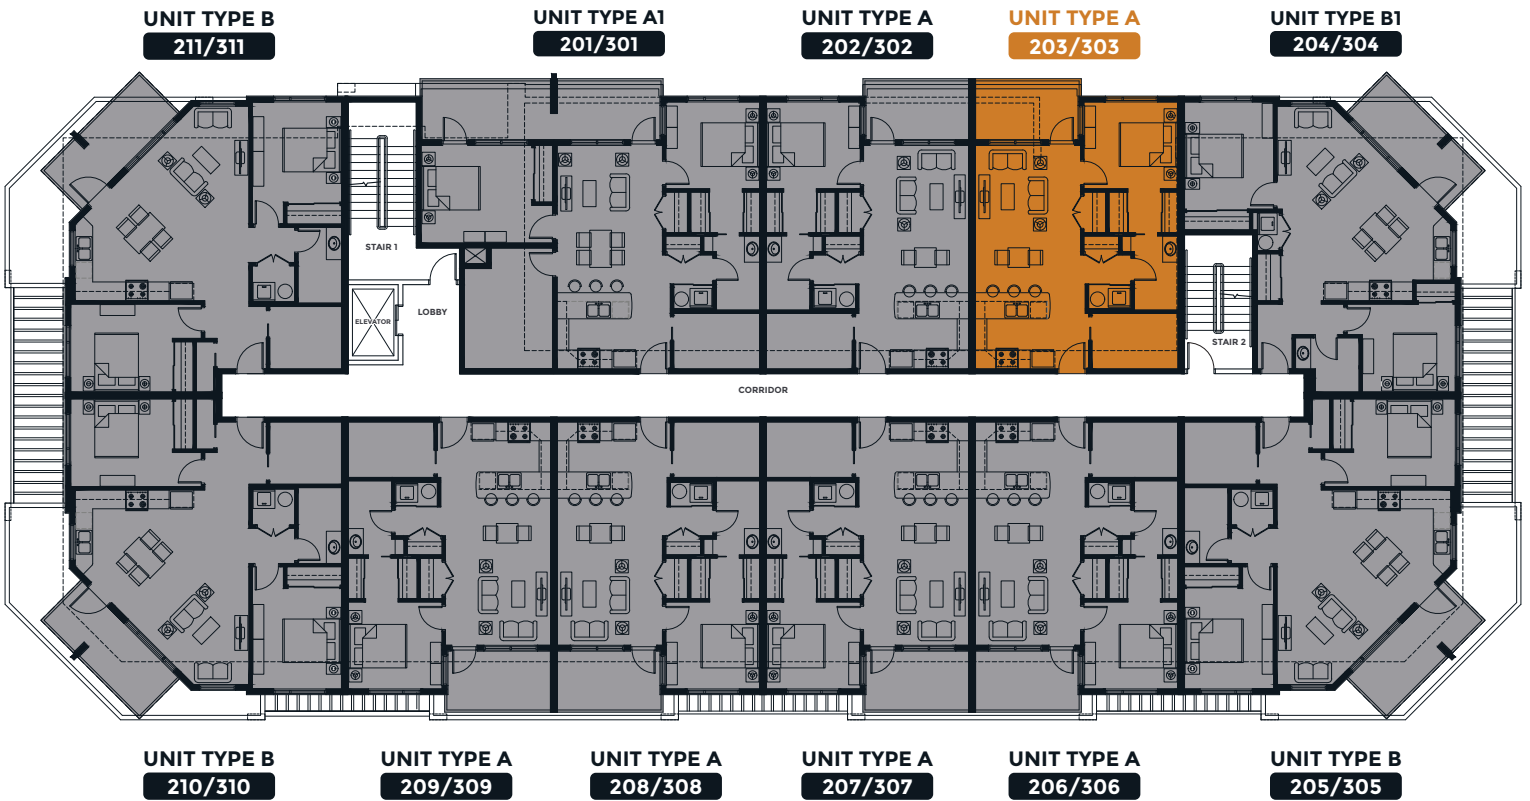 UNIT TYPE B
211/311
UNIT TYPE A1
201/301
UNIT TYPE A
202/302
UNIT TYPE A
203/303
UNIT TYPE B1
204/304
STAIR 1
LOBBY
ELEVATOR
STAIR 2
CORRIDOR
UNIT TYPE B
210/310
UNIT TYPE A
209/309
UNIT TYPE A
208/308
UNIT TYPE A
207/307
UNIT TYPE A
206/306
UNIT TYPE B
205/305